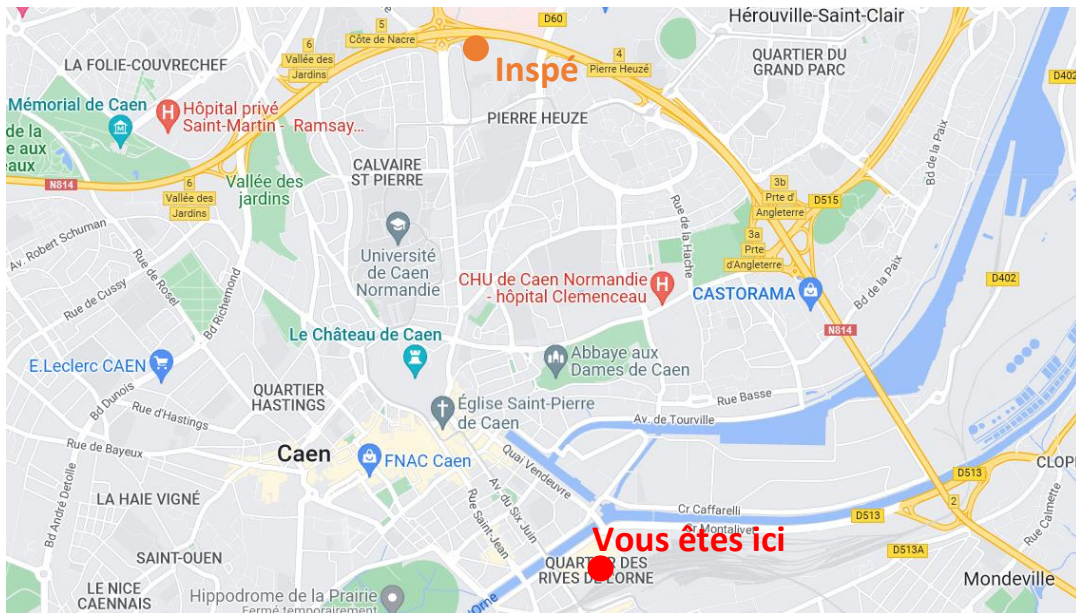 D60
Hérouville-Saint-Clair
5
Côte de Nacre
6
Vallée des
Jardins
LA FOLIE-COUVRECHEF
Inspé
4
Pierre Heuzé
QUARTIER DU
GRAND PARC
D402
Mémorial de Caen
Hôpital privé
Saint-Martin - Ramsay...
PIERRE HEUZE
de la
e aux
eaux
CALVAIRE
ST PIERRE
Bd de la Paix
N814
6
Vallée des
Jardins
Vallée des
jardins
3b
Prte d'
Angleterre
D515
Rue de la Hache
Av. Robert Schuman
Rue de Rosel
Université
de Caen
Normandie
3a
Prte
d'Angleterre
Bd de la Paix
D402
Rue de Cussy
Bd Richemond
CHU de Caen Normandie
- hôpital Clemenceau
CASTORAMA
N814
Le Château de Caen
E.Leclerc CAEN
Abbaye aux
Dames de Caen
QUARTIER
HASTINGS
Bd Dunois
Rue d'Hastings
Église Saint-Pierre
de Caen
Rue Basse
Av. de Tourville
Rue de Bayeux
Caen
FNAC Caen
Quai Vendeuvre
D513
CLOP
Bd André Detolle
LA HAIE VIGNÉ
Rue Saint-Jean
Av. du Six Juin
Cr Caffarelli
D513
2
Rue Calmette
Cr Montalivet
Vous êtes ici
D513A
SAINT-OUEN
QUARTIER DES
RIVES DE L'ORNE
Mondeville
LE NICE
CAENNAIS
Hippodrome de la Prairie
Fermé temporairement
l'Orne